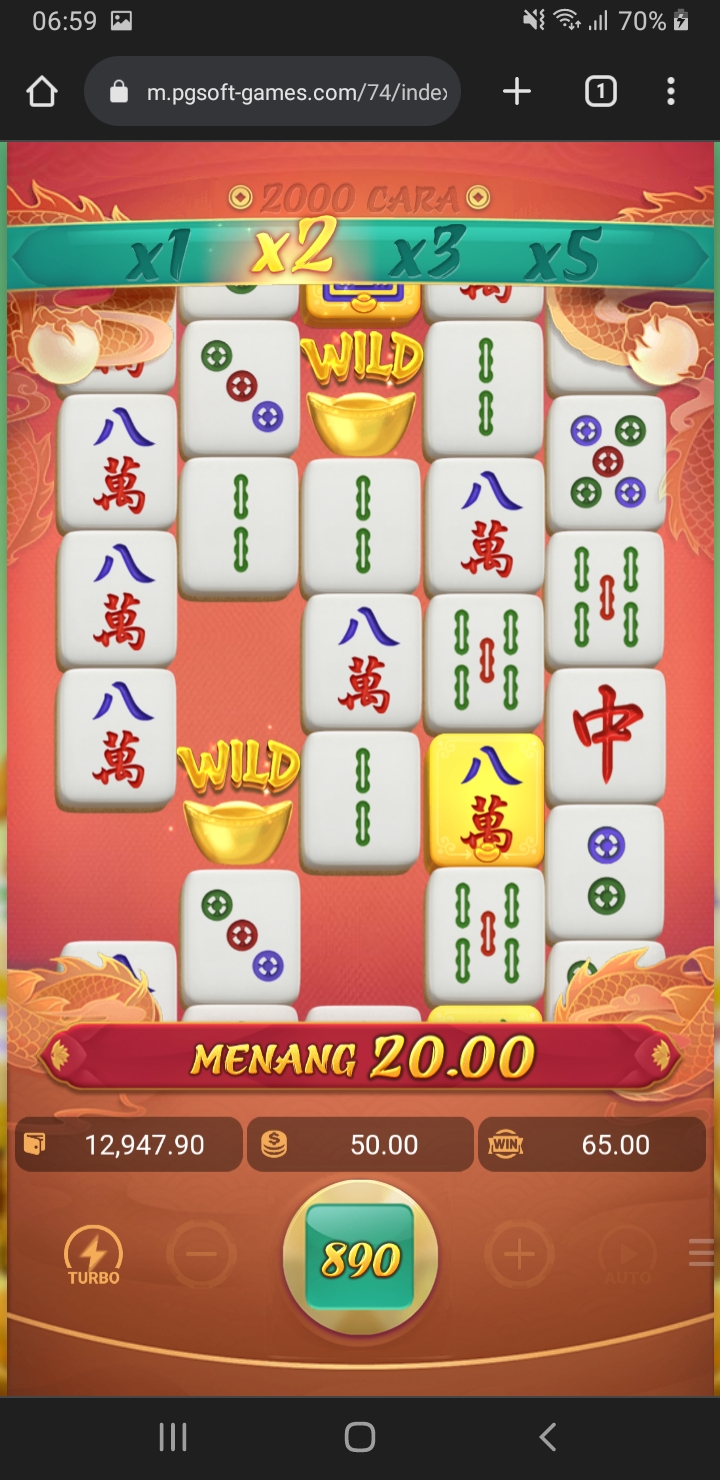 06:59 70%
m.pgsoft-games.com/74/index
1
2000 CARA
x1 x2 x3 x5
WILD
八 萬
八 萬
八 萬
八 萬
八 萬
中
WILD
八 萬
MENANG 20.00
12,947.90 50.00 WIN 65.00
890
TURBO
AUTO